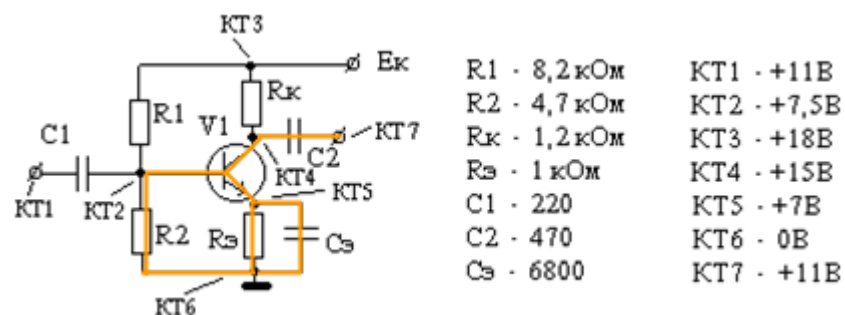 КТ3
Ек
R1
Rк
V1
C1
КТ7
C2
КТ4
КТ1
КТ2
КТ5
R2
Rэ
Сэ
КТ6
R1 - 8,2 кОм
R2 - 4,7 кОм
Rк - 1,2 кОм
Rэ - 1 кОм
C1 - 220
C2 - 470
Сэ - 6800
КТ1 - +11В
КТ2 - +7,5В
КТ3 - +18В
КТ4 - +15В
КТ5 - +7В
КТ6 - 0В
КТ7 - +11В